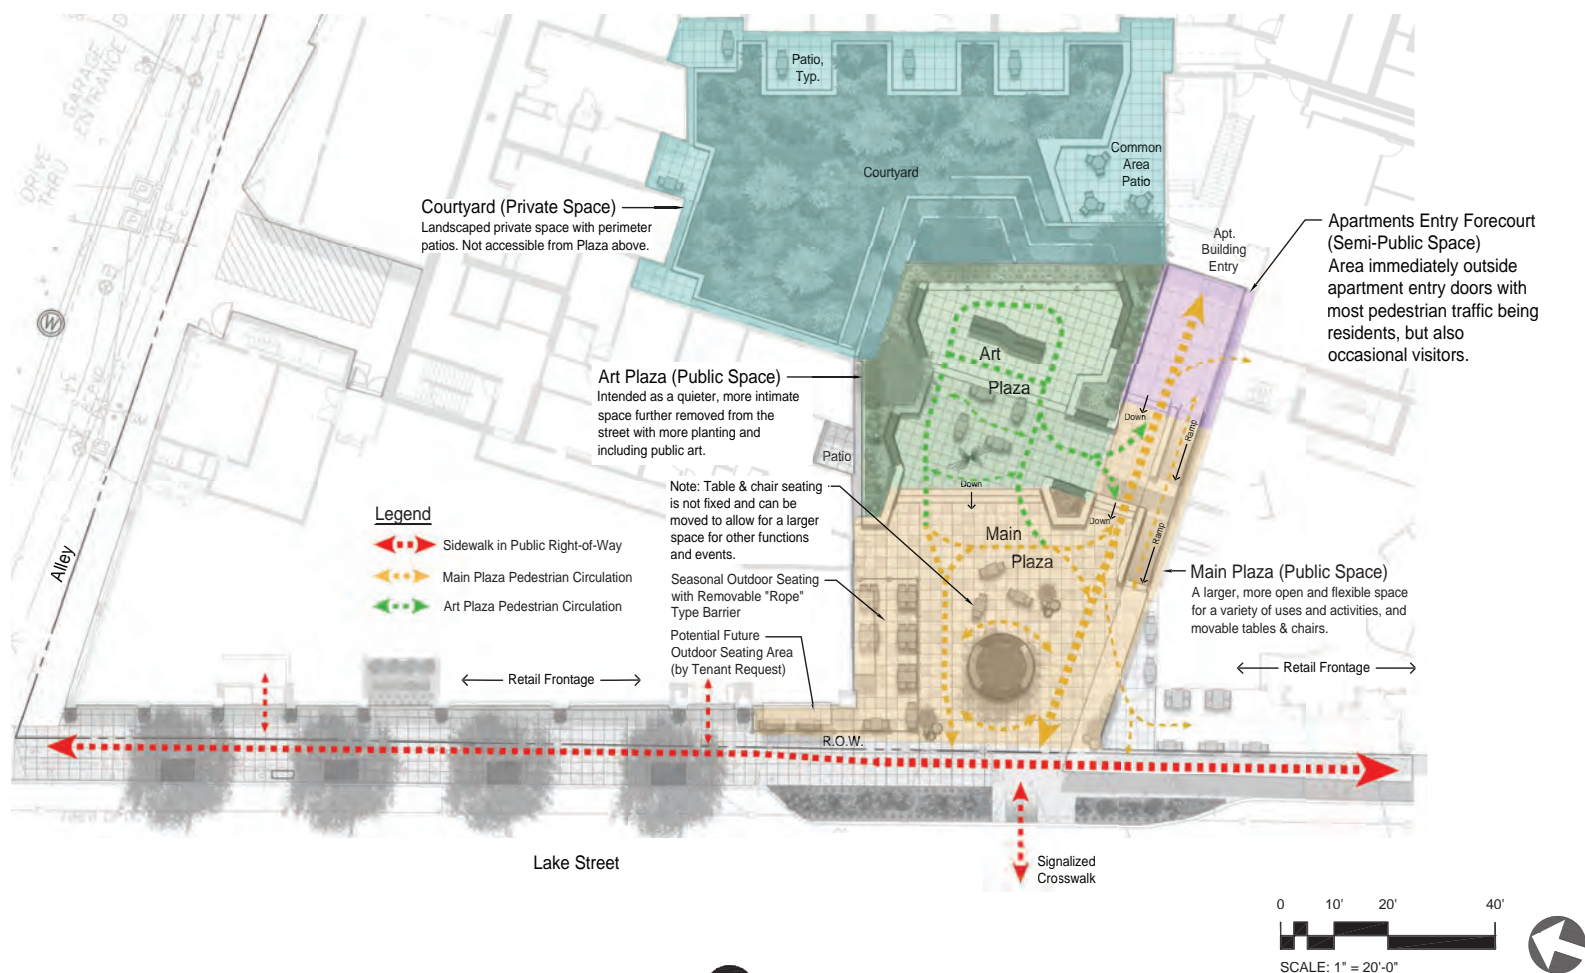 GARAGE
ENTRANCE
DRIVE
THRU
W
Patio,
Typ.
Courtyard
Common
Area
Patio
Courtyard (Private Space)
Landscaped private space with perimeter
patios. Not accessible from Plaza above.
Apt.
Building
Entry
Apartments Entry Forecourt
(Semi-Public Space)
Area immediately outside
apartment entry doors with
most pedestrian traffic being
residents, but also
occasional visitors.
Art
Plaza
Art Plaza (Public Space)
Intended as a quieter, more intimate
space further removed from the
street with more planting and
including public art.
Patio
Down
Ramp
Note: Table & chair seating
is not fixed and can be
moved to allow for a larger
space for other functions
and events.
Down
Down
Ramp
Main
Plaza
Legend
Sidewalk in Public Right-of-Way
Main Plaza Pedestrian Circulation
Art Plaza Pedestrian Circulation
Alley
Seasonal Outdoor Seating
with Removable "Rope"
Type Barrier
Potential Future
Outdoor Seating Area
(by Tenant Request)
Main Plaza (Public Space)
A larger, more open and flexible space
for a variety of uses and activities, and
movable tables & chairs.
Retail Frontage
Retail Frontage
R.O.W.
Lake Street
Signalized
Crosswalk
0 10' 20' 40'
SCALE: 1" = 20'-0"